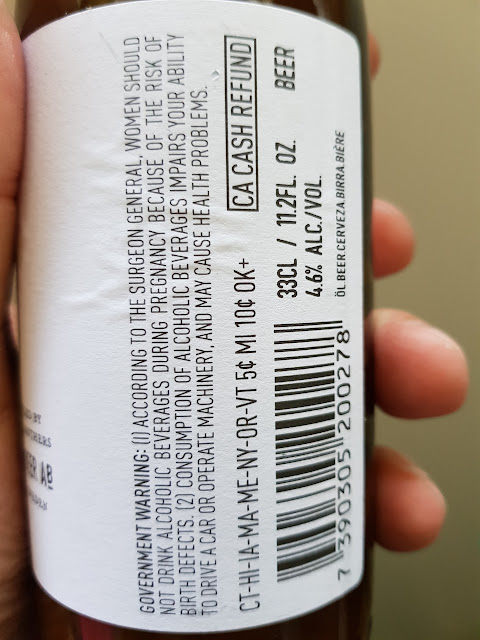 GOVERNMENT WARNING: (1) ACCORDING TO THE SURGEON GENERAL, WOMEN SHOULD
NOT DRINK ALCOHOLIC BEVERAGES DURING PREGNANCY BECAUSE OF THE RISK OF
BIRTH DEFECTS. (2) CONSUMPTION OF ALCOHOLIC BEVERAGES IMPAIRS YOUR ABILITY
TO DRIVE A CAR OR OPERATE MACHINERY, AND MAY CAUSE HEALTH PROBLEMS.
CA CASH REFUND
CT-HI-IA-MA-ME-NY-OR-VT 5¢ MI 10¢ OK+
33CL / 11.2FL. OZ. BEER
4.6% ALC./VOL.
ÖL.BEER.CERVEZA.BIRRA.BIÈRE
7 390305 200278
BY
AB